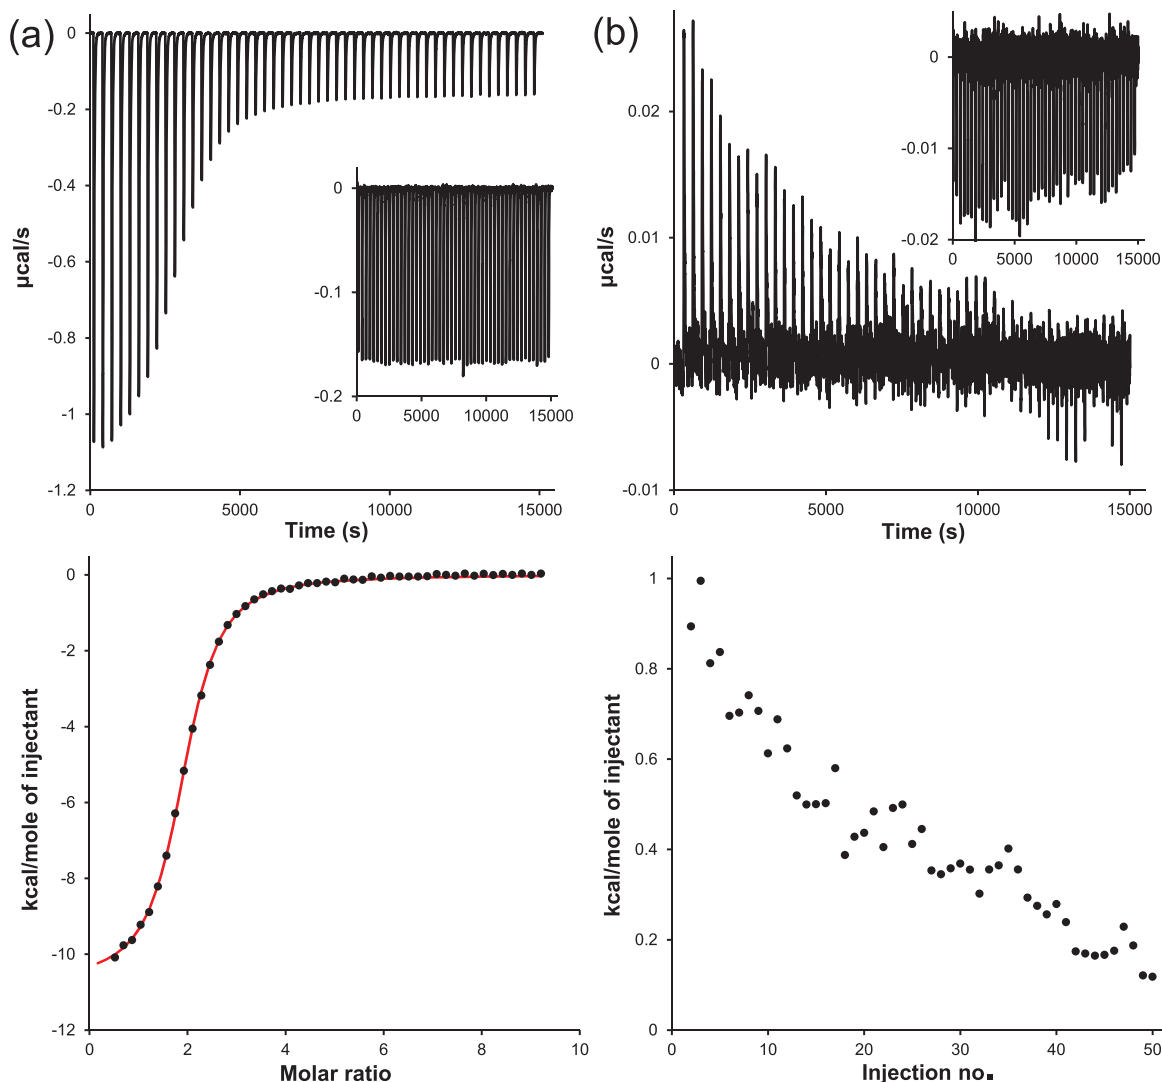 (a)
0
-0.2
-0.4
-0.6
-0.8
-1
-1.2
µcal/s
0 5000 10000 15000
Time (s)
0
-0.1
-0.2
0 5000 10000 15000
(b)
0.02
0.01
0
-0.01
µcal/s
0 5000 10000 15000
Time (s)
0
-0.01
-0.02
0 5000 10000 15000
0
-2
-4
-6
-8
-10
-12
kcal/mole of injectant
0 2 4 6 8 10
Molar ratio
1
0.8
0.6
0.4
0.2
0
kcal/mole of injectant
0 10 20 30 40 50
Injection no.